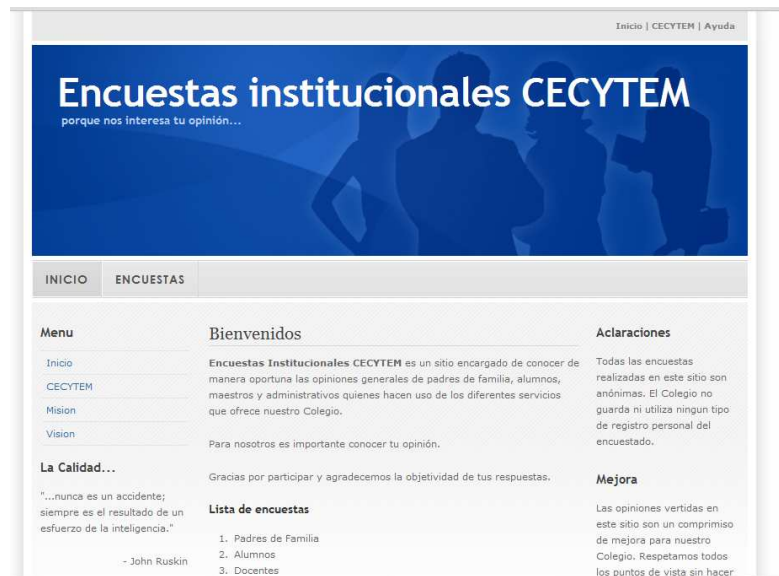 Inicio | CECYTEM | Ayuda
Encuestas institucionales CECYTEM
porque nos interesa tu opinión...
INICIO
ENCUESTAS
Menu
Inicio
CECYTEM
Mision
Vision
La Calidad...
"...nunca es un accidente;
siempre es el resultado de un
esfuerzo de la inteligencia."
- John Ruskin
Bienvenidos
Encuestas Institucionales CECYTEM es un sitio encargado de conocer de
manera oportuna las opiniones generales de padres de familia, alumnos,
maestros y administrativos quienes hacen uso de los diferentes servicios
que ofrece nuestro Colegio.
Para nosotros es importante conocer tu opinión.
Gracias por participar y agradecemos la objetividad de tus respuestas.
Lista de encuestas
1. Padres de Familia
2. Alumnos
3. Docentes
Aclaraciones
Todas las encuestas
realizadas en este sitio son
anónimas. El Colegio no
guarda ni utiliza ningun tipo
de registro personal del
encuestado.
Mejora
Las opiniones vertidas en
este sitio son un comprimiso
de mejora para nuestro
Colegio. Respetamos todos
los puntos de vista sin hacer